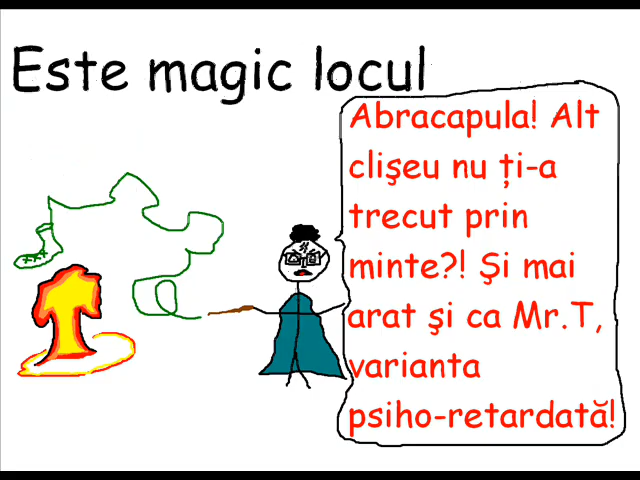 Este magic locul
Abracapula! Alt
clişeu nu ți-a
trecut prin
minte?! Şi mai
arat şi ca Mr.T,
varianta
psiho-retardată!